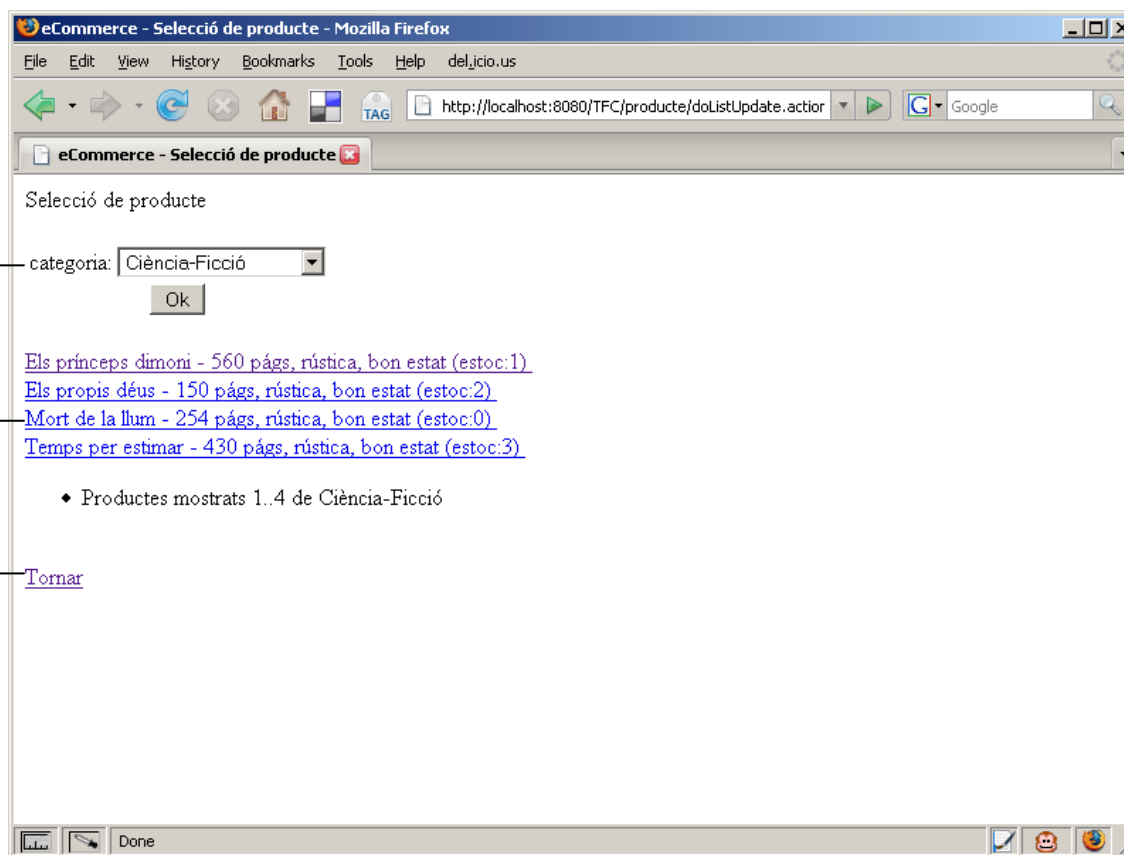 eCommerce - Selecció de producte - Mozilla Firefox
File Edit View History Bookmarks Tools Help del.icio.us
TAG http://localhost:8080/TFC/producte/doListUpdate.action G Google
eCommerce - Selecció de producte
Selecció de producte
categoria: Ciència-Ficció
Ok
Els prínceps dimoni - 560 págs, rústica, bon estat (estoc:1)
Els propis déus - 150 págs, rústica, bon estat (estoc:2)
Mort de la llum - 254 págs, rústica, bon estat (estoc:0)
Temps per estimar - 430 págs, rústica, bon estat (estoc:3)
• Productes mostrats 1..4 de Ciència-Ficció
Tornar
Done